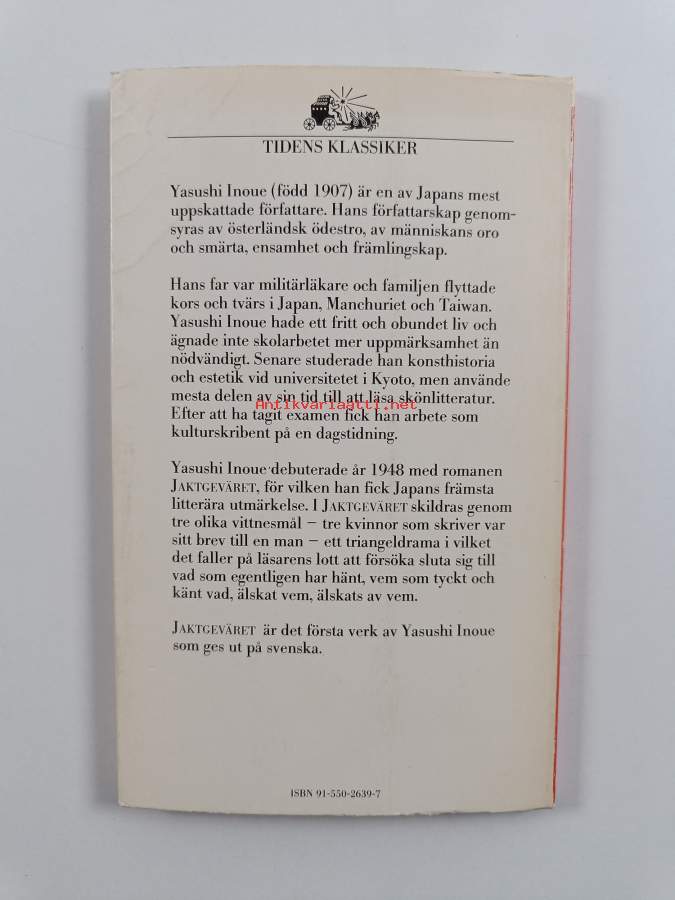 TIDENS KLASSIKER
Yasushi Inoue (född 1907) är en av Japans mest
uppskattade författare. Hans författarskap genom-
syras av österländsk ödestro, av människans oro
och smärta, ensamhet och främlingskap.
Hans far var militärläkare och familjen flyttade
kors och tvärs i Japan, Manchuriet och Taiwan.
Yasushi Inoue hade ett fritt och obundet liv och
ägnade inte skolarbetet mer uppmärksamhet än
nödvändigt. Senare studerade han konsthistoria
och estetik vid universitetet i Kyoto, men använde
mesta delen av sin tid till att läsa skönlitteratur.
Antikvariaatti.net
Efter att ha tagit examen fick han arbete som
kulturskribent på en dagstidning.
Yasushi Inoue debuterade år 1948 med romanen
JAKTGEVÄRET, för vilken han fick Japans främsta
litterära utmärkelse. I JAKTGEVÄRET skildras genom
tre olika vittnesmål – tre kvinnor som skriver var
sitt brev till en man – ett triangeldrama i vilket
det faller på läsarens lott att försöka sluta sig till
vad som egentligen har hänt, vem som tyckt och
känt vad, älskat vem, älskats av vem.
JAKTGEVÄRET är det första verk av Yasushi Inoue
som ges ut på svenska.
ISBN 91-550-2639-7